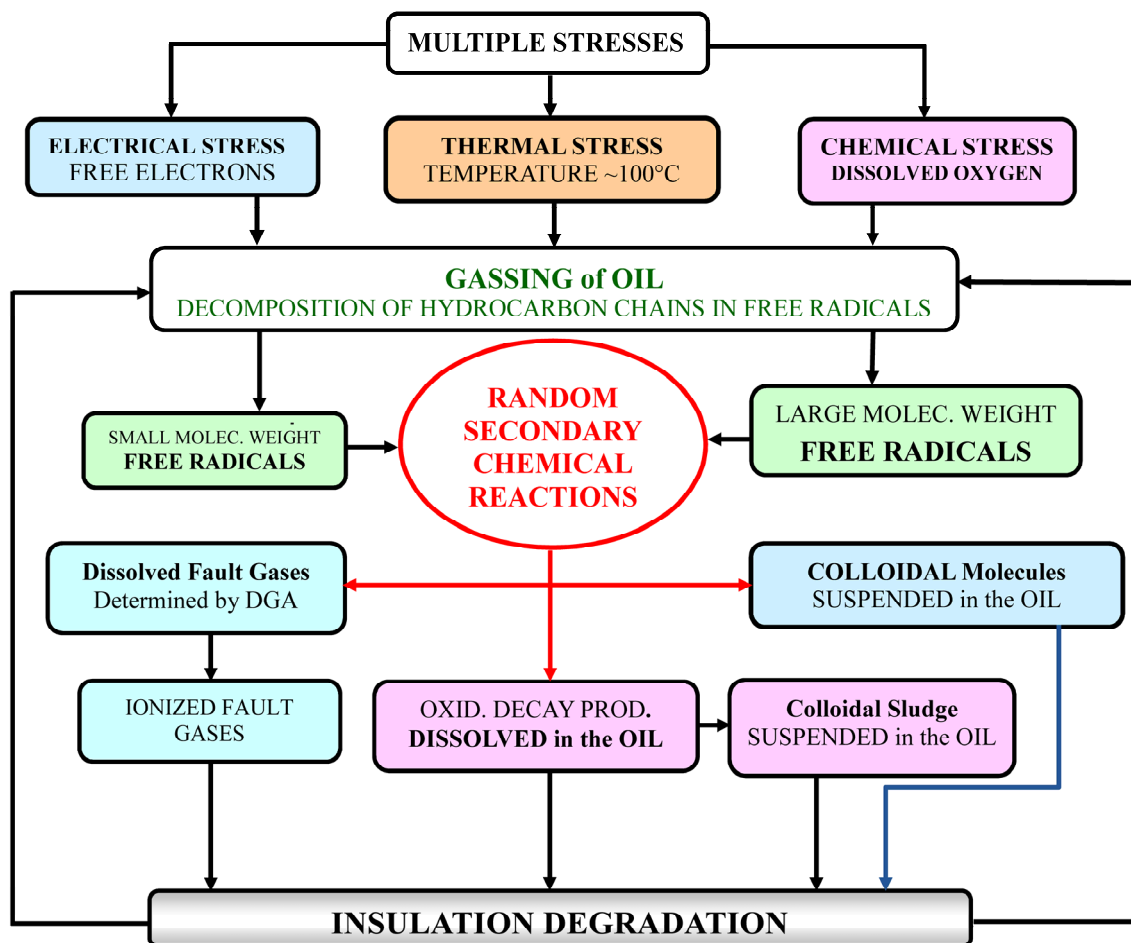 MULTIPLE STRESSES
ELECTRICAL STRESS
FREE ELECTRONS
THERMAL STRESS
TEMPERATURE ~100°C
CHEMICAL STRESS
DISSOLVED OXYGEN
GASSING of OIL
DECOMPOSITION OF HYDROCARBON CHAINS IN FREE RADICALS
SMALL MOLEC. WEIGHT
FREE RADICALS
RANDOM
SECONDARY
CHEMICAL
REACTIONS
LARGE MOLEC. WEIGHT
FREE RADICALS
Dissolved Fault Gases
Determined by DGA
COLLOIDAL Molecules
SUSPENDED in the OIL
IONIZED FAULT
GASES
OXID. DECAY PROD.
DISSOLVED in the OIL
Colloidal Sludge
SUSPENDED in the OIL
INSULATION DEGRADATION